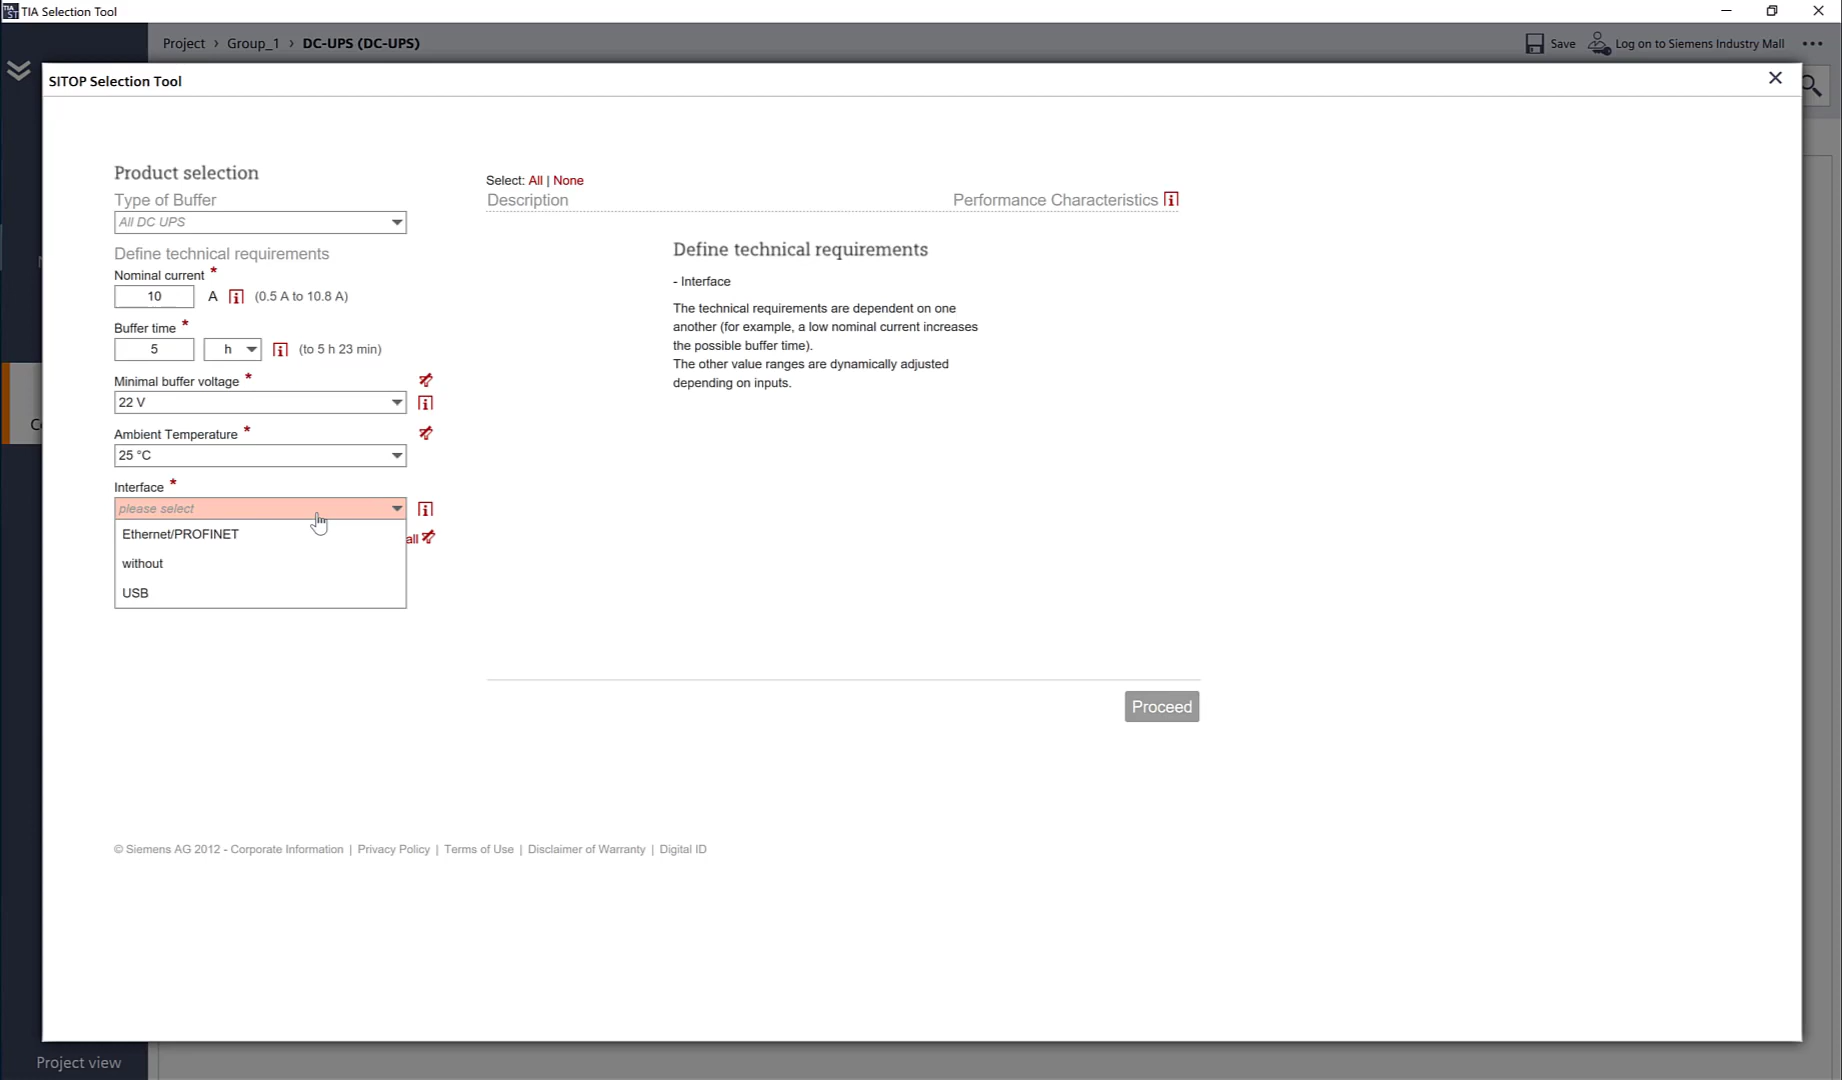 TIA Selection Tool
Project › Group_1 › DC-UPS (DC-UPS)
Save
Log on to Siemens Industry Mall
SITOP Selection Tool
Product selection
Type of Buffer
All DC UPS
Define technical requirements
Nominal current *
10 A (0.5 A to 10.8 A)
Buffer time *
5 h (to 5 h 23 min)
Minimal buffer voltage *
22 V
Ambient Temperature *
25 °C
Interface *
please select
Ethernet/PROFINET
without
USB
all
Select: All | None
Description
Performance Characteristics
Define technical requirements
- Interface
The technical requirements are dependent on one
another (for example, a low nominal current increases
the possible buffer time).
The other value ranges are dynamically adjusted
depending on inputs.
Proceed
© Siemens AG 2012 - Corporate Information | Privacy Policy | Terms of Use | Disclaimer of Warranty | Digital ID
Project view